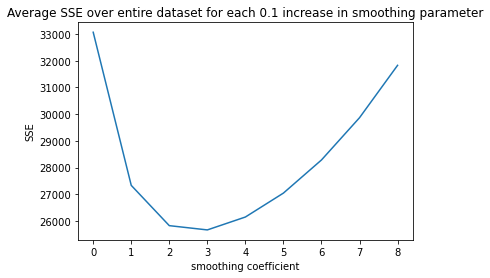 Average SSE over entire dataset for each 0.1 increase in smoothing parameter
33000
32000
31000
30000
29000
28000
27000
26000
SSE
0 1 2 3 4 5 6 7 8
smoothing coefficient